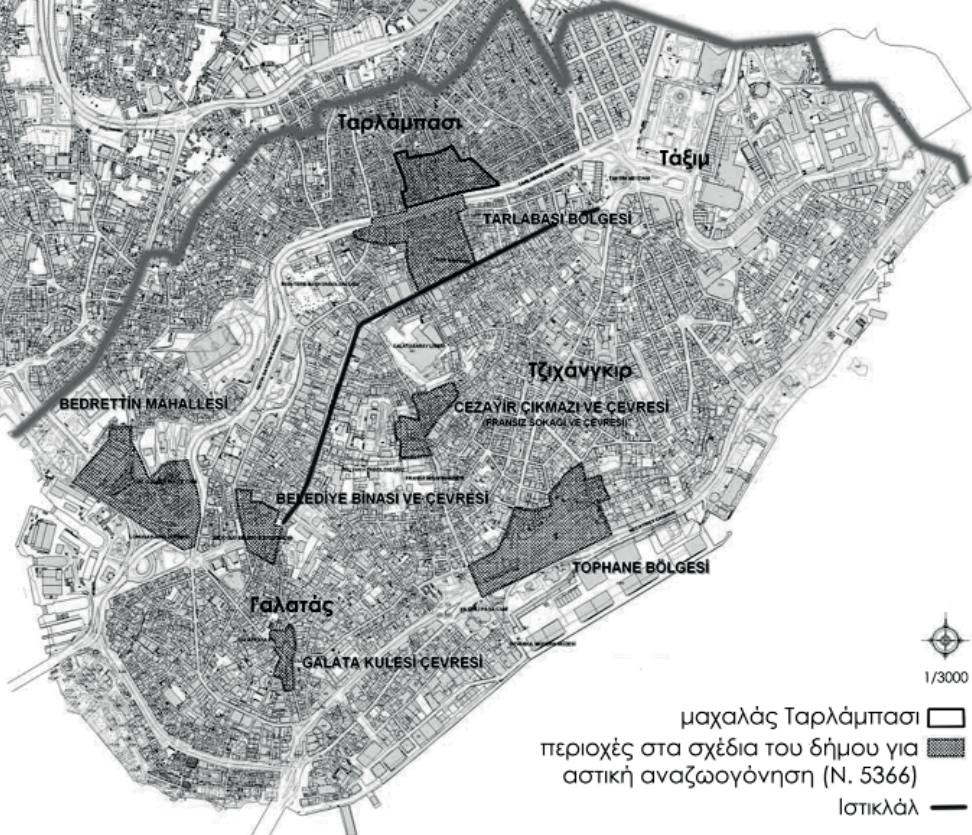 Ταρλάμπασι
Τάξιμ
TARLABAŞI BÖLGESİ
Τζιχάνγκιρ
BEDRETTİN MAHALLESİ
CEZAYİR ÇIKMAZI VE ÇEVRESİ
(FRANSIZ SOKAĞI VE ÇEVRESİ)
BELEDİYE BİNASI VE ÇEVRESİ
TOPHANE BÖLGESİ
Γαλατάς
GALATA KULESİ ÇEVRESİ
1/3000
μαχαλάς Ταρλάμπασι
περιοχές στα σχέδια του δήμου για
αστική αναζωογόνηση (Ν. 5366)
Ιστικλάλ